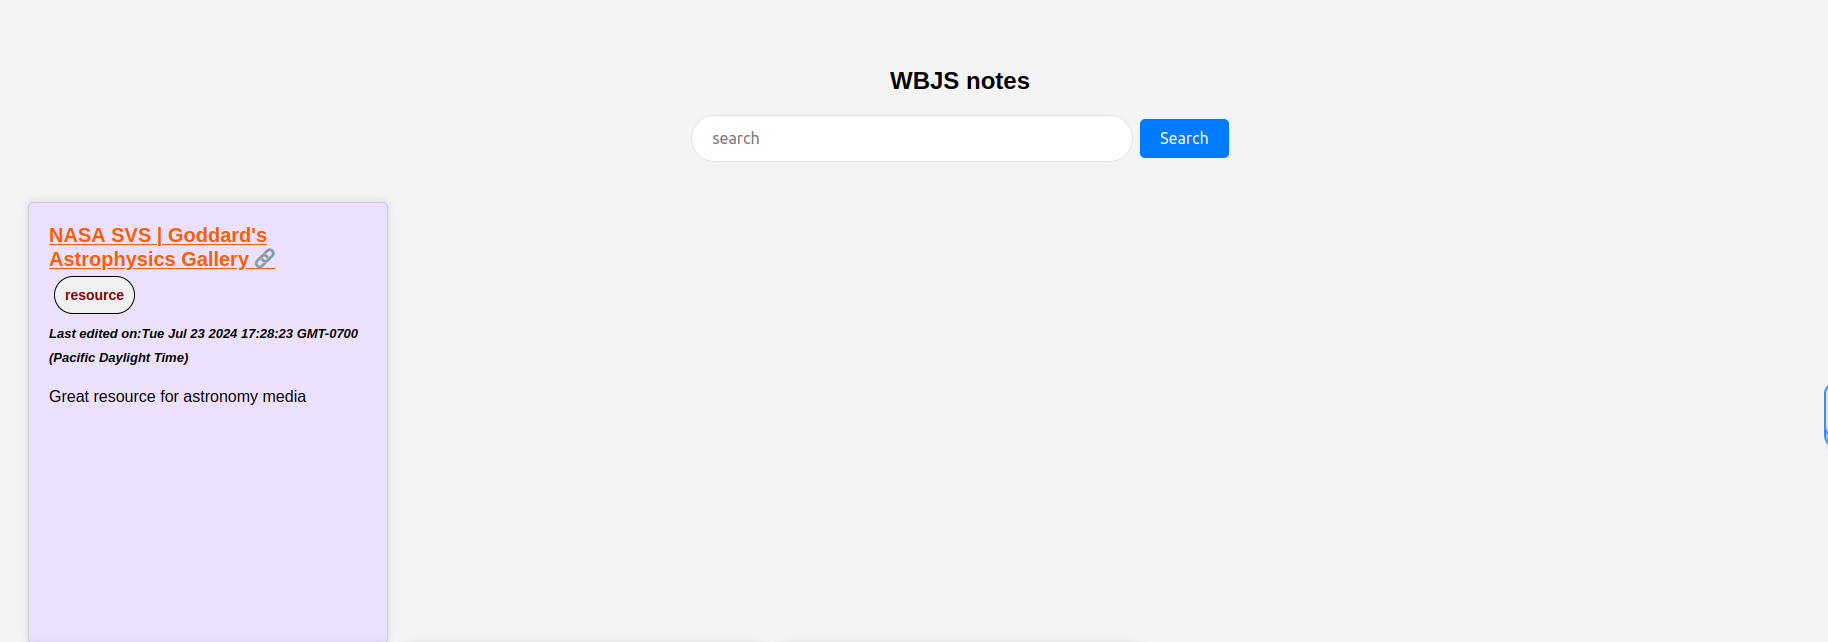 WBJS notes
search
Search
NASA SVS | Goddard's
Astrophysics Gallery 🔗
resource
Last edited on:Tue Jul 23 2024 17:28:23 GMT-0700
(Pacific Daylight Time)
Great resource for astronomy media